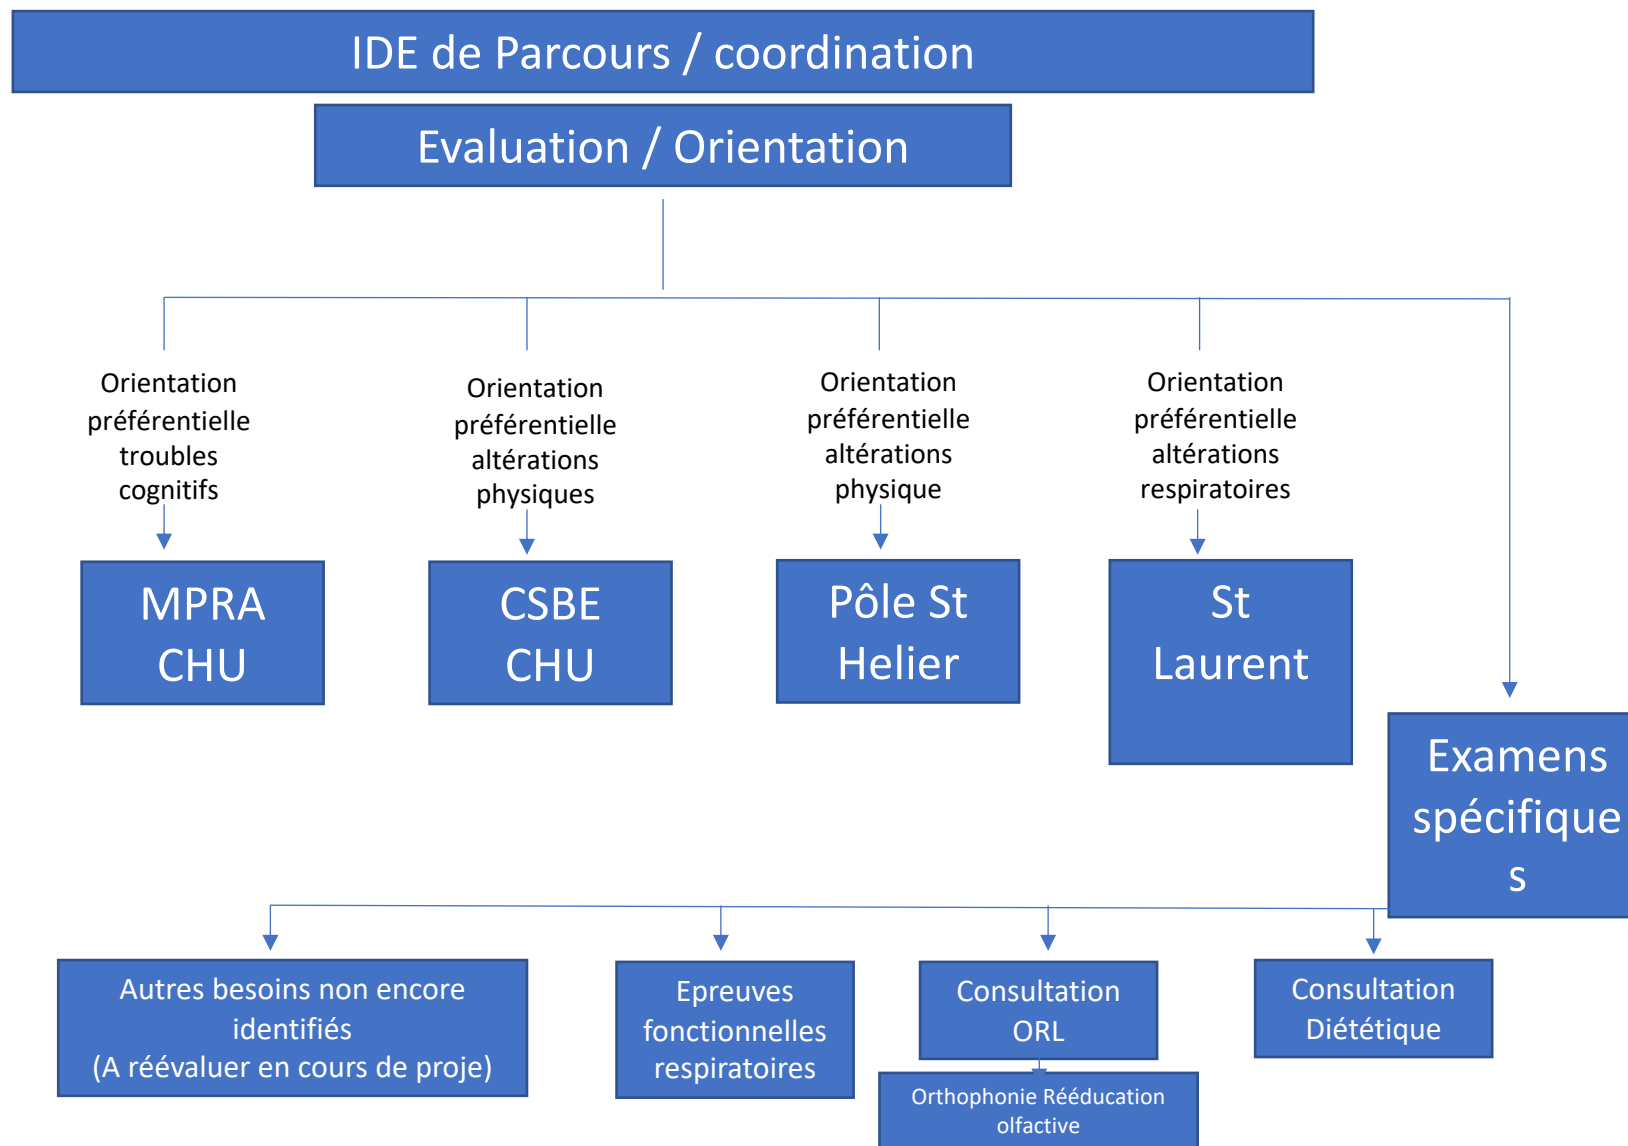 IDE de Parcours / coordination
Evaluation / Orientation
Orientation
préférentielle
troubles
cognitifs
Orientation
préférentielle
altérations
physiques
Orientation
préférentielle
altérations
physique
Orientation
préférentielle
altérations
respiratoires
MPRA
CHU
CSBE
CHU
Pôle St
Helier
St
Laurent
Examens
spécifique
s
Autres besoins non encore
identifiés
(A réévaluer en cours de proje)
Epreuves
fonctionnelles
respiratoires
Consultation
ORL
Consultation
Diététique
Orthophonie Rééducation
olfactive